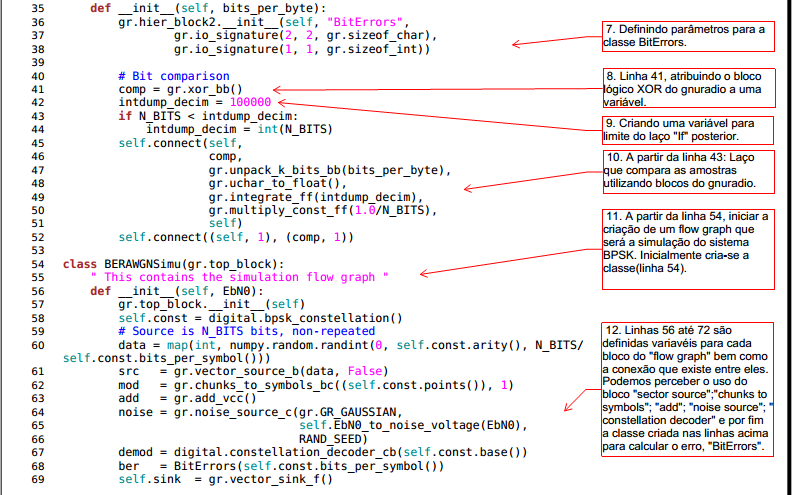 35 def __init__(self, bits_per_byte):
36 gr.hier_block2.__init__(self, "BitErrors",
37 gr.io_signature(2, 2, gr.sizeof_char),
38 gr.io_signature(1, 1, gr.sizeof_int))
39
40 # Bit comparison
41 comp = gr.xor_bb()
42 intdump_decim = 100000
43 if N_BITS < intdump_decim:
44 intdump_decim = int(N_BITS)
45 self.connect(self,
46 comp,
47 gr.unpack_k_bits_bb(bits_per_byte),
48 gr.uchar_to_float(),
49 gr.integrate_ff(intdump_decim),
50 gr.multiply_const_ff(1.0/N_BITS),
51 self)
52 self.connect((self, 1), (comp, 1))
53
54 class BERAWGNSimu(gr.top_block):
55 " This contains the simulation flow graph "
56 def __init__(self, EbN0):
57 gr.top_block.__init__(self)
58 self.const = digital.bpsk_constellation()
59 # Source is N_BITS bits, non-repeated
60 data = map(int, numpy.random.randint(0, self.const.arity(), N_BITS/
self.const.bits_per_symbol()))
61 src = gr.vector_source_b(data, False)
62 mod = gr.chunks_to_symbols_bc((self.const.points()), 1)
63 add = gr.add_vcc()
64 noise = gr.noise_source_c(gr.GR_GAUSSIAN,
65 self.EbN0_to_noise_voltage(EbN0),
66 RAND_SEED)
67 demod = digital.constellation_decoder_cb(self.const.base())
68 ber = BitErrors(self.const.bits_per_symbol())
69 self.sink = gr.vector_sink_f()
7. Definindo parâmetros para a
classe BitErrors.
8. Linha 41, atribuindo o bloco
lógico XOR do gnuradio a uma
variável.
9. Criando uma variável para
limite do laço "If" posterior.
10. A partir da linha 43: Laço
que compara as amostras
utilizando blocos do gnuradio.
11. A partir da linha 54, iniciar a
criação de um flow graph que
será a simulação do sistema
BPSK. Inicialmente cria-se a
classe(linha 54).
12. Linhas 56 até 72 são
definidas variavéis para cada
bloco do "flow graph" bem como
a conexão que existe entre eles.
Podemos perceber o uso do
bloco "sector source";"chunks to
symbols"; "add"; "noise source"; "
constellation decoder" e por fim
a classe criada nas linhas acima
para calcular o erro, "BitErrors".